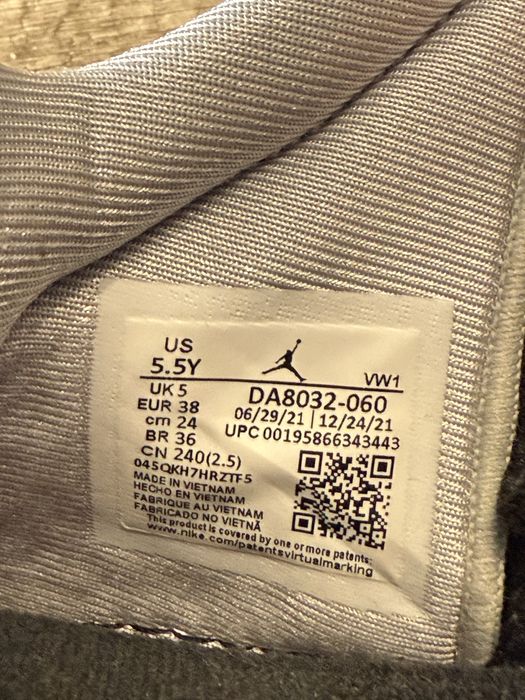 US
5.5Y
VW1
UK 5
EUR 38
cm 24
BR 36
CN 240(2.5)
DA8032-060
06/29/21 | 12/24/21
UPC 00195866343443
045QKH7HRZTF5
MADE IN VIETNAM
HECHO EN VIETNAM
FABRIQUE AU VIETNAM
FABRICADO NO VIETNÃ
This product is covered by one or more patents:
www.nike.com/patentsvirtualmarking